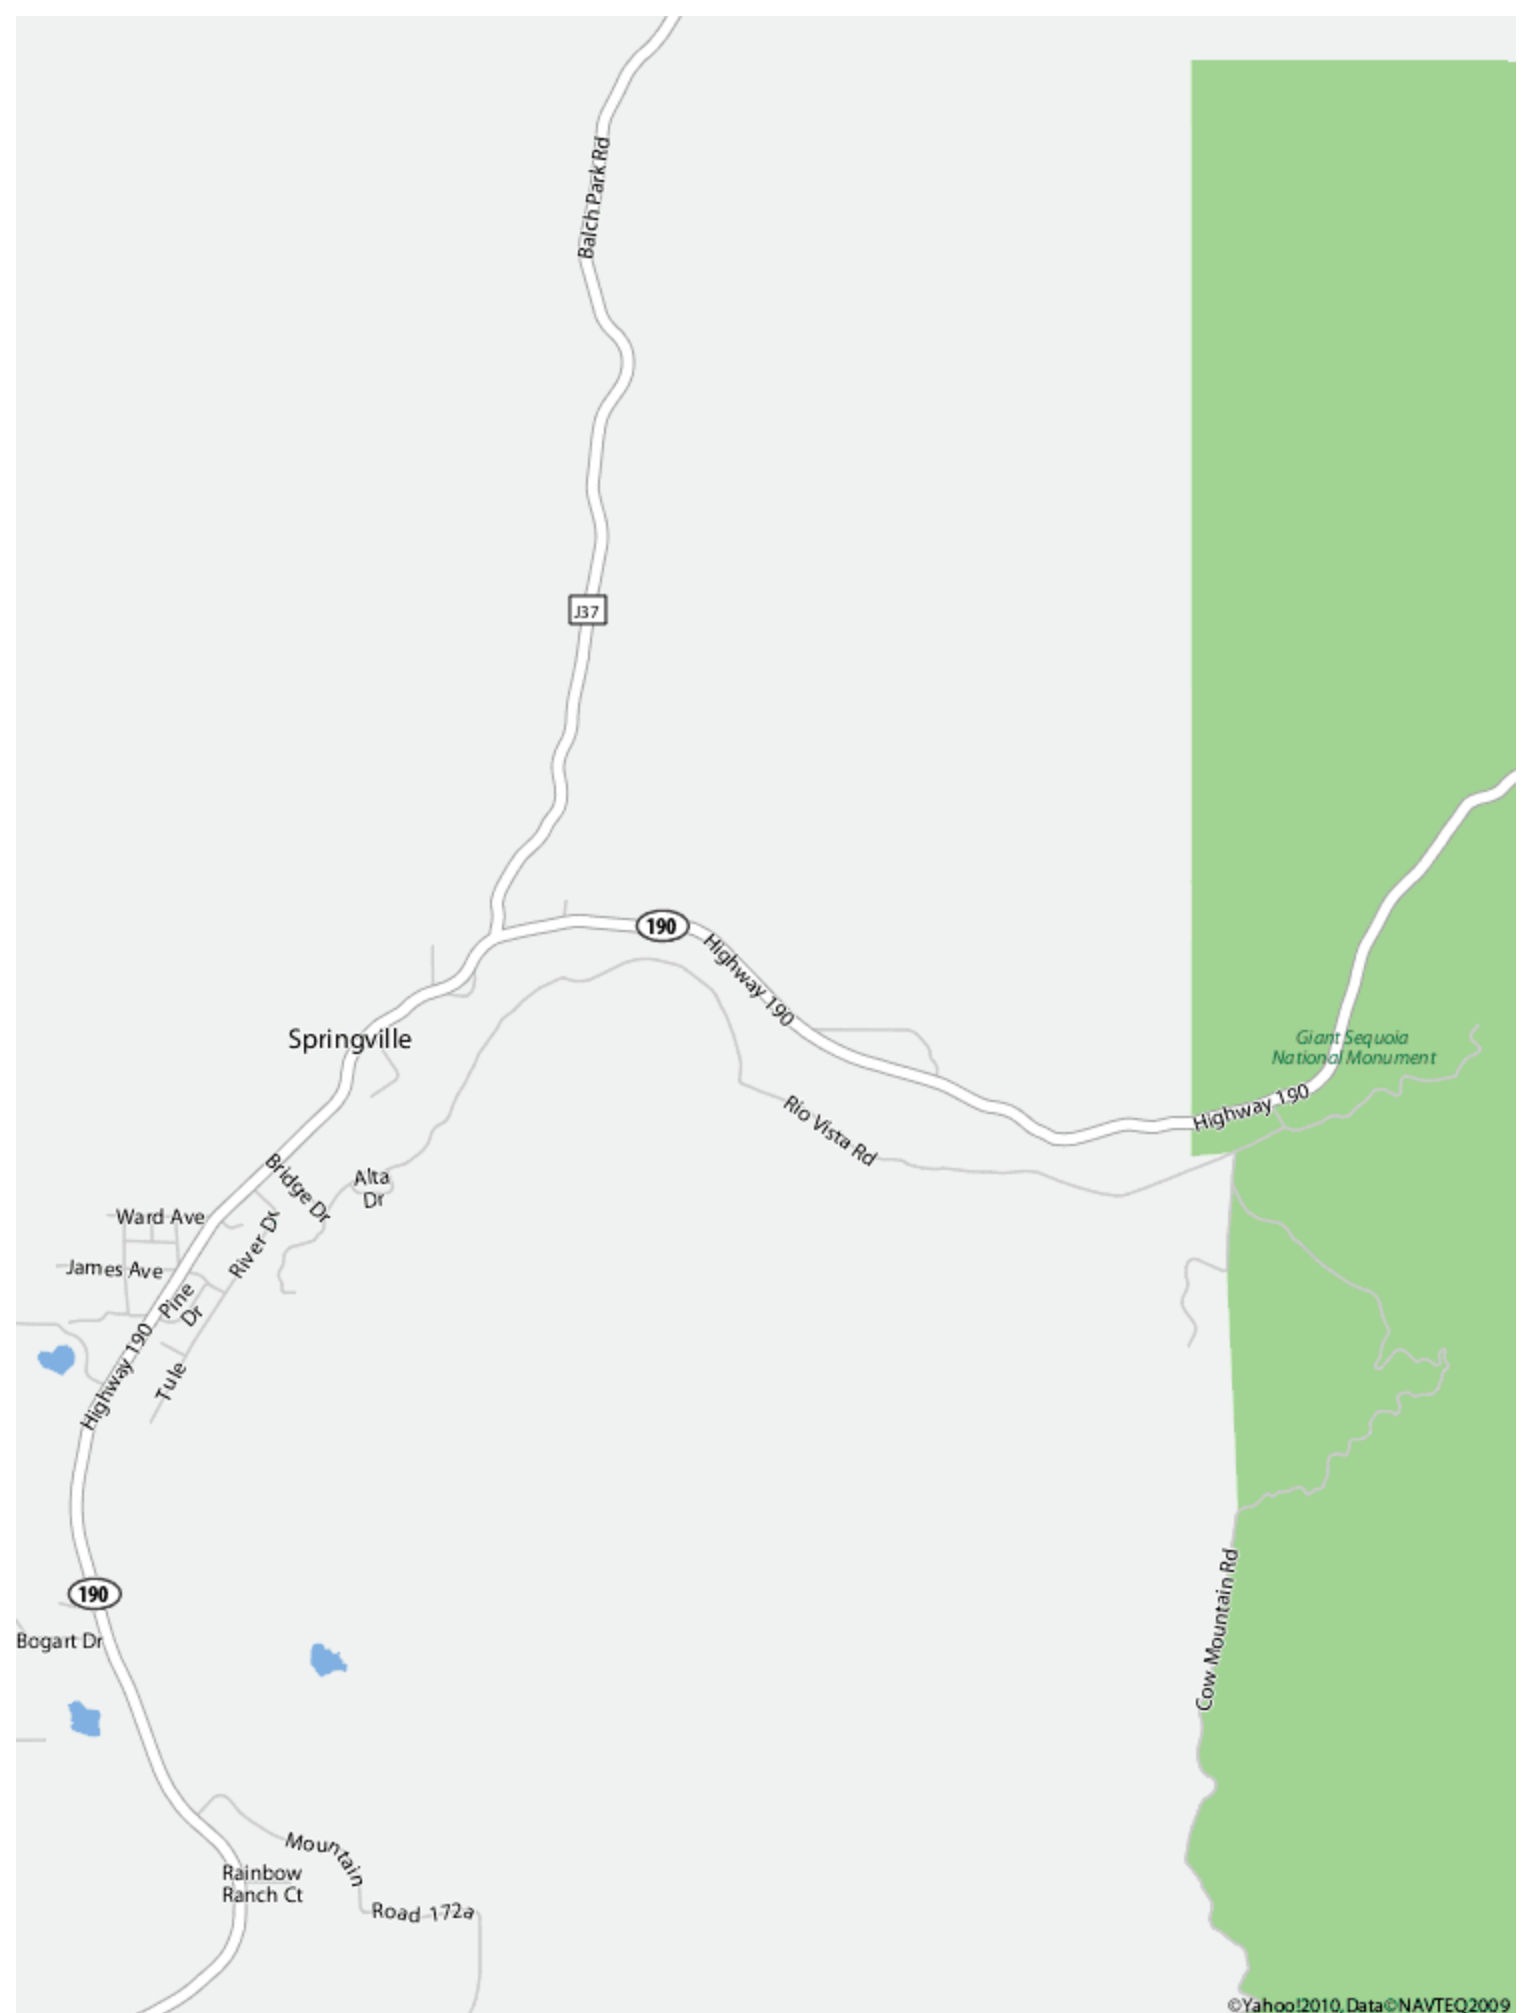 Balch Park Rd
J37
190
Highway 190
Springville
Giant Sequoia
National Monument
Highway 190
Rio Vista Rd
Bridge Dr
Alta
Dr
Ward Ave
River Dr
James Ave
Pine
Dr
Highway 190
Tule
190
Bogart Dr
Cow Mountain Rd
Mountain
Rainbow
Ranch Ct
Road 172a
©Yahoo!2010, Data©NAVTEQ2009